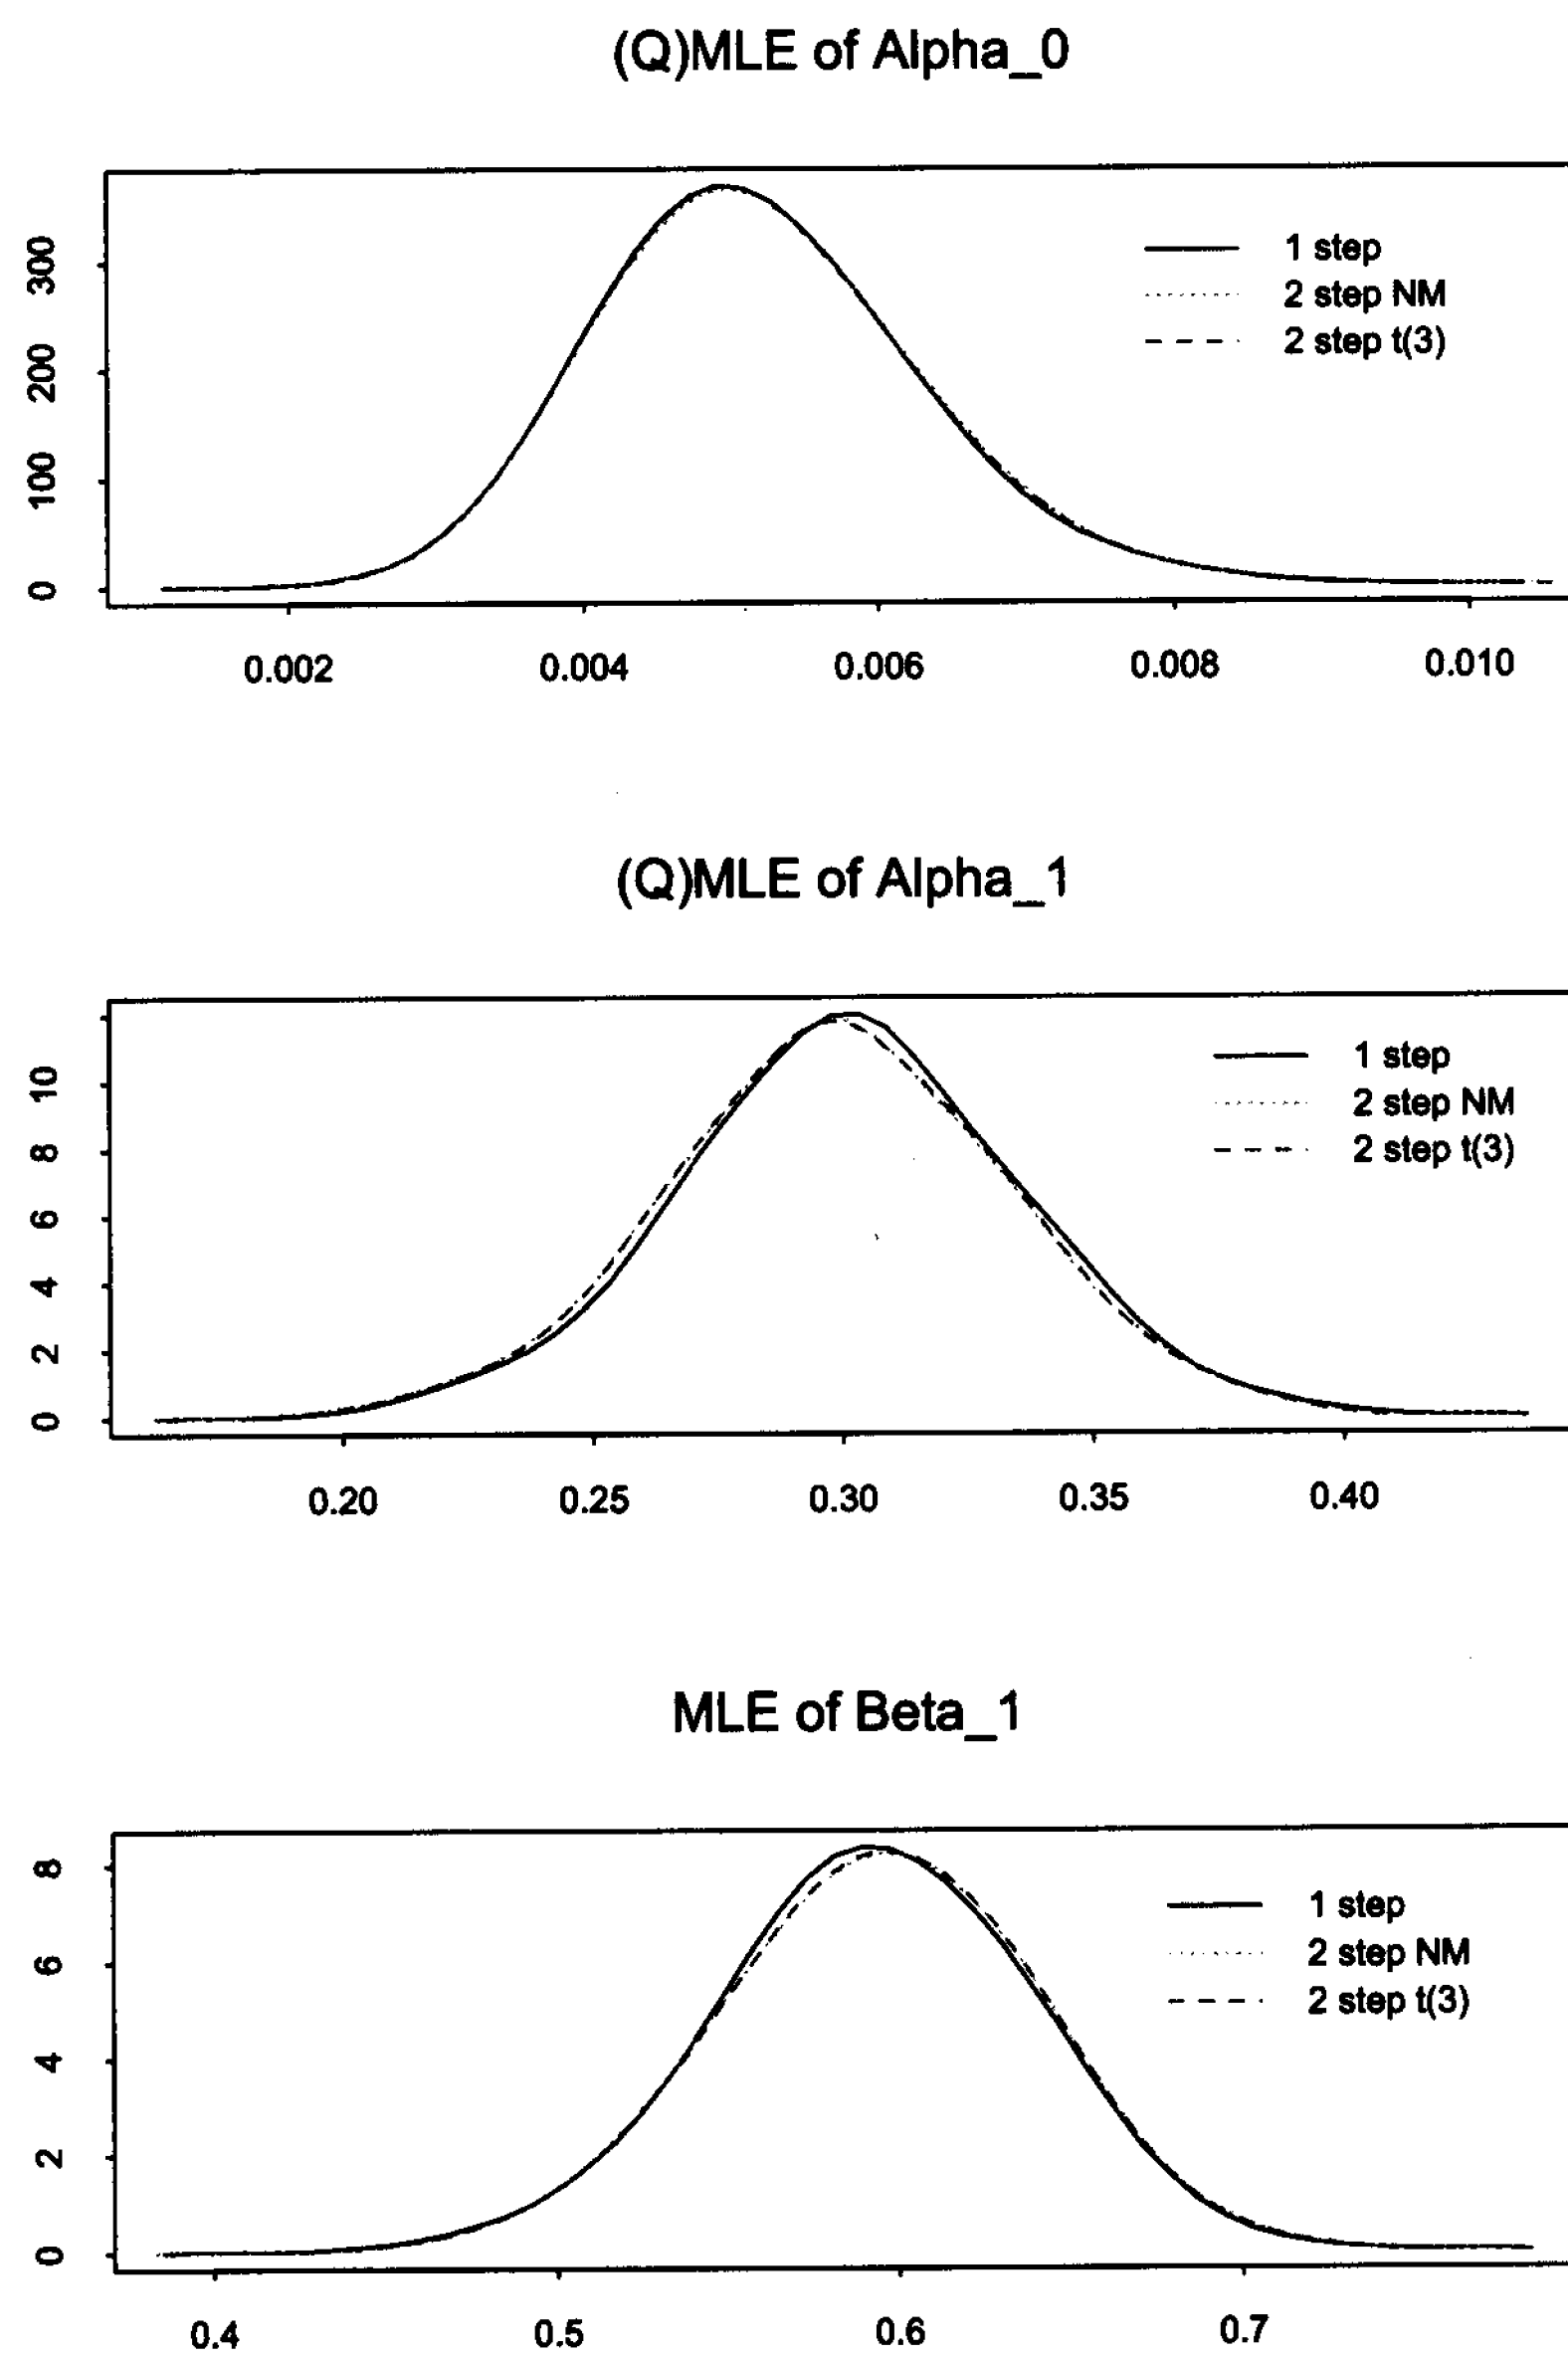 (Q)MLE of Alpha_0
300
200
100
0
1 step
2 step NM
2 step t(3)
0.002 0.004 0.006 0.008 0.010
(Q)MLE of Alpha_1
10
8
6
4
2
0
1 step
2 step NM
2 step t(3)
0.20 0.25 0.30 0.35 0.40
MLE of Beta_1
8
6
4
2
0
1 step
2 step NM
2 step t(3)
0.4 0.5 0.6 0.7